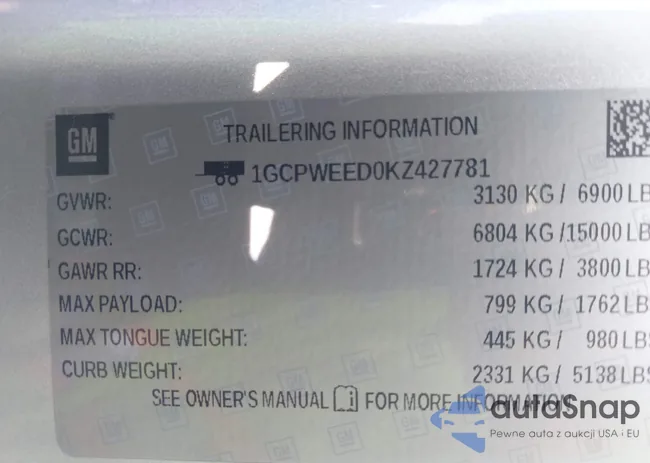 GM
TRAILERING INFORMATION
1GCPWEED0KZ427781
GVWR: 3130 KG / 6900 LB
GCWR: 6804 KG /15000 LB
GAWR RR: 1724 KG / 3800 LB
MAX PAYLOAD: 799 KG / 1762 LBS
MAX TONGUE WEIGHT: 445 KG / 980 LBS
CURB WEIGHT: 2331 KG / 5138 LBS
SEE OWNER'S MANUAL i FOR MORE INFORMATION
autoSnap
Pewne auta z aukcji USA i EU